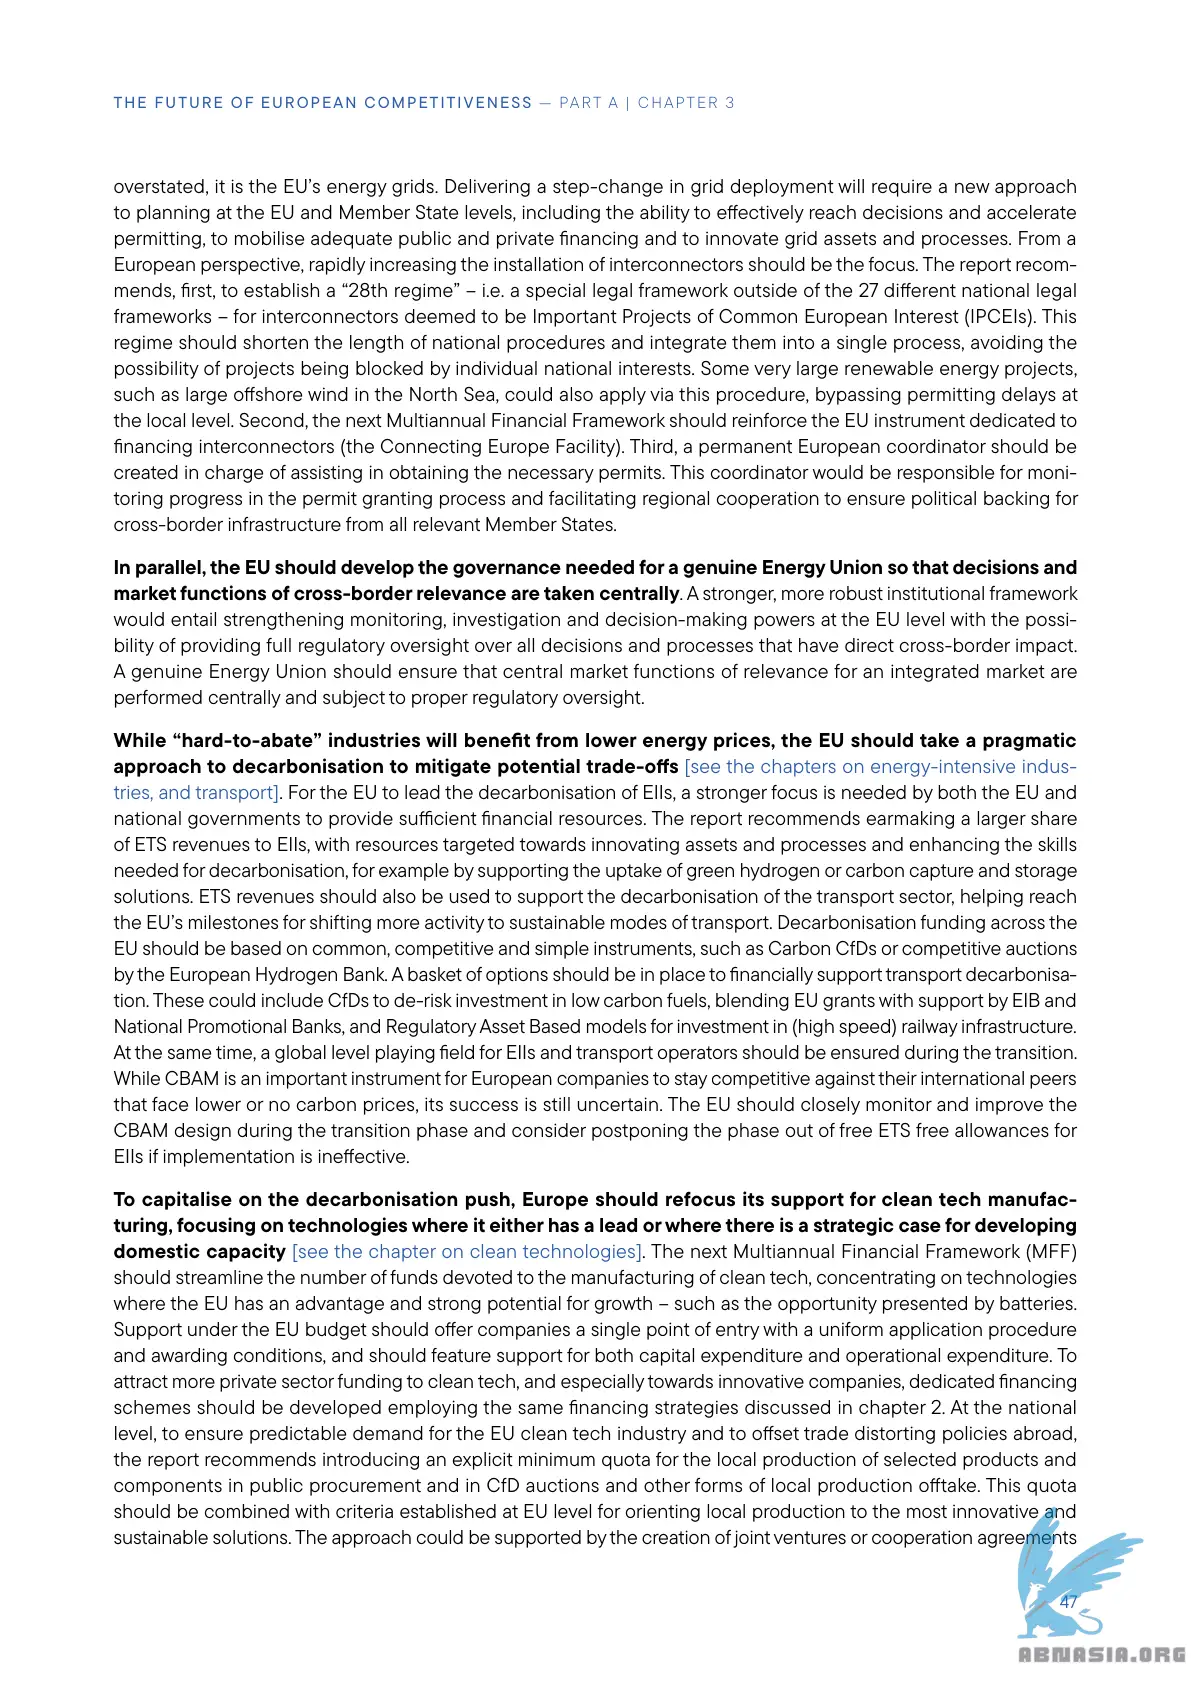 THE FUTURE OF EUROPEAN COMPETITIVENESS — PART A | CHAPTER 3
overstated, it is the EU’s energy grids. Delivering a step-change in grid deployment will require a new approach
to planning at the EU and Member State levels, including the ability to effectively reach decisions and accelerate
permitting, to mobilise adequate public and private financing and to innovate grid assets and processes. From a
European perspective, rapidly increasing the installation of interconnectors should be the focus. The report recom-
mends, first, to establish a “28th regime” – i.e. a special legal framework outside of the 27 different national legal
frameworks – for interconnectors deemed to be Important Projects of Common European Interest (IPCEIs). This
regime should shorten the length of national procedures and integrate them into a single process, avoiding the
possibility of projects being blocked by individual national interests. Some very large renewable energy projects,
such as large offshore wind in the North Sea, could also apply via this procedure, bypassing permitting delays at
the local level. Second, the next Multiannual Financial Framework should reinforce the EU instrument dedicated to
financing interconnectors (the Connecting Europe Facility). Third, a permanent European coordinator should be
created in charge of assisting in obtaining the necessary permits. This coordinator would be responsible for moni-
toring progress in the permit granting process and facilitating regional cooperation to ensure political backing for
cross-border infrastructure from all relevant Member States.
In parallel, the EU should develop the governance needed for a genuine Energy Union so that decisions and
market functions of cross-border relevance are taken centrally. A stronger, more robust institutional framework
would entail strengthening monitoring, investigation and decision-making powers at the EU level with the possi-
bility of providing full regulatory oversight over all decisions and processes that have direct cross-border impact.
A genuine Energy Union should ensure that central market functions of relevance for an integrated market are
performed centrally and subject to proper regulatory oversight.
While “hard-to-abate” industries will benefit from lower energy prices, the EU should take a pragmatic
approach to decarbonisation to mitigate potential trade-offs [see the chapters on energy-intensive indus-
tries, and transport]. For the EU to lead the decarbonisation of EIIs, a stronger focus is needed by both the EU and
national governments to provide sufficient financial resources. The report recommends earmaking a larger share
of ETS revenues to EIIs, with resources targeted towards innovating assets and processes and enhancing the skills
needed for decarbonisation, for example by supporting the uptake of green hydrogen or carbon capture and storage
solutions. ETS revenues should also be used to support the decarbonisation of the transport sector, helping reach
the EU’s milestones for shifting more activity to sustainable modes of transport. Decarbonisation funding across the
EU should be based on common, competitive and simple instruments, such as Carbon CfDs or competitive auctions
by the European Hydrogen Bank. A basket of options should be in place to financially support transport decarbonisa-
tion. These could include CfDs to de-risk investment in low carbon fuels, blending EU grants with support by EIB and
National Promotional Banks, and Regulatory Asset Based models for investment in (high speed) railway infrastructure.
At the same time, a global level playing field for EIIs and transport operators should be ensured during the transition.
While CBAM is an important instrument for European companies to stay competitive against their international peers
that face lower or no carbon prices, its success is still uncertain. The EU should closely monitor and improve the
CBAM design during the transition phase and consider postponing the phase out of free ETS free allowances for
EIIs if implementation is ineffective.
To capitalise on the decarbonisation push, Europe should refocus its support for clean tech manufac-
turing, focusing on technologies where it either has a lead or where there is a strategic case for developing
domestic capacity [see the chapter on clean technologies]. The next Multiannual Financial Framework (MFF)
should streamline the number of funds devoted to the manufacturing of clean tech, concentrating on technologies
where the EU has an advantage and strong potential for growth – such as the opportunity presented by batteries.
Support under the EU budget should offer companies a single point of entry with a uniform application procedure
and awarding conditions, and should feature support for both capital expenditure and operational expenditure. To
attract more private sector funding to clean tech, and especially towards innovative companies, dedicated financing
schemes should be developed employing the same financing strategies discussed in chapter 2. At the national
level, to ensure predictable demand for the EU clean tech industry and to offset trade distorting policies abroad,
the report recommends introducing an explicit minimum quota for the local production of selected products and
components in public procurement and in CfD auctions and other forms of local production offtake. This quota
should be combined with criteria established at EU level for orienting local production to the most innovative and
sustainable solutions. The approach could be supported by the creation of joint ventures or cooperation agreements
47
ABNASIA.ORG